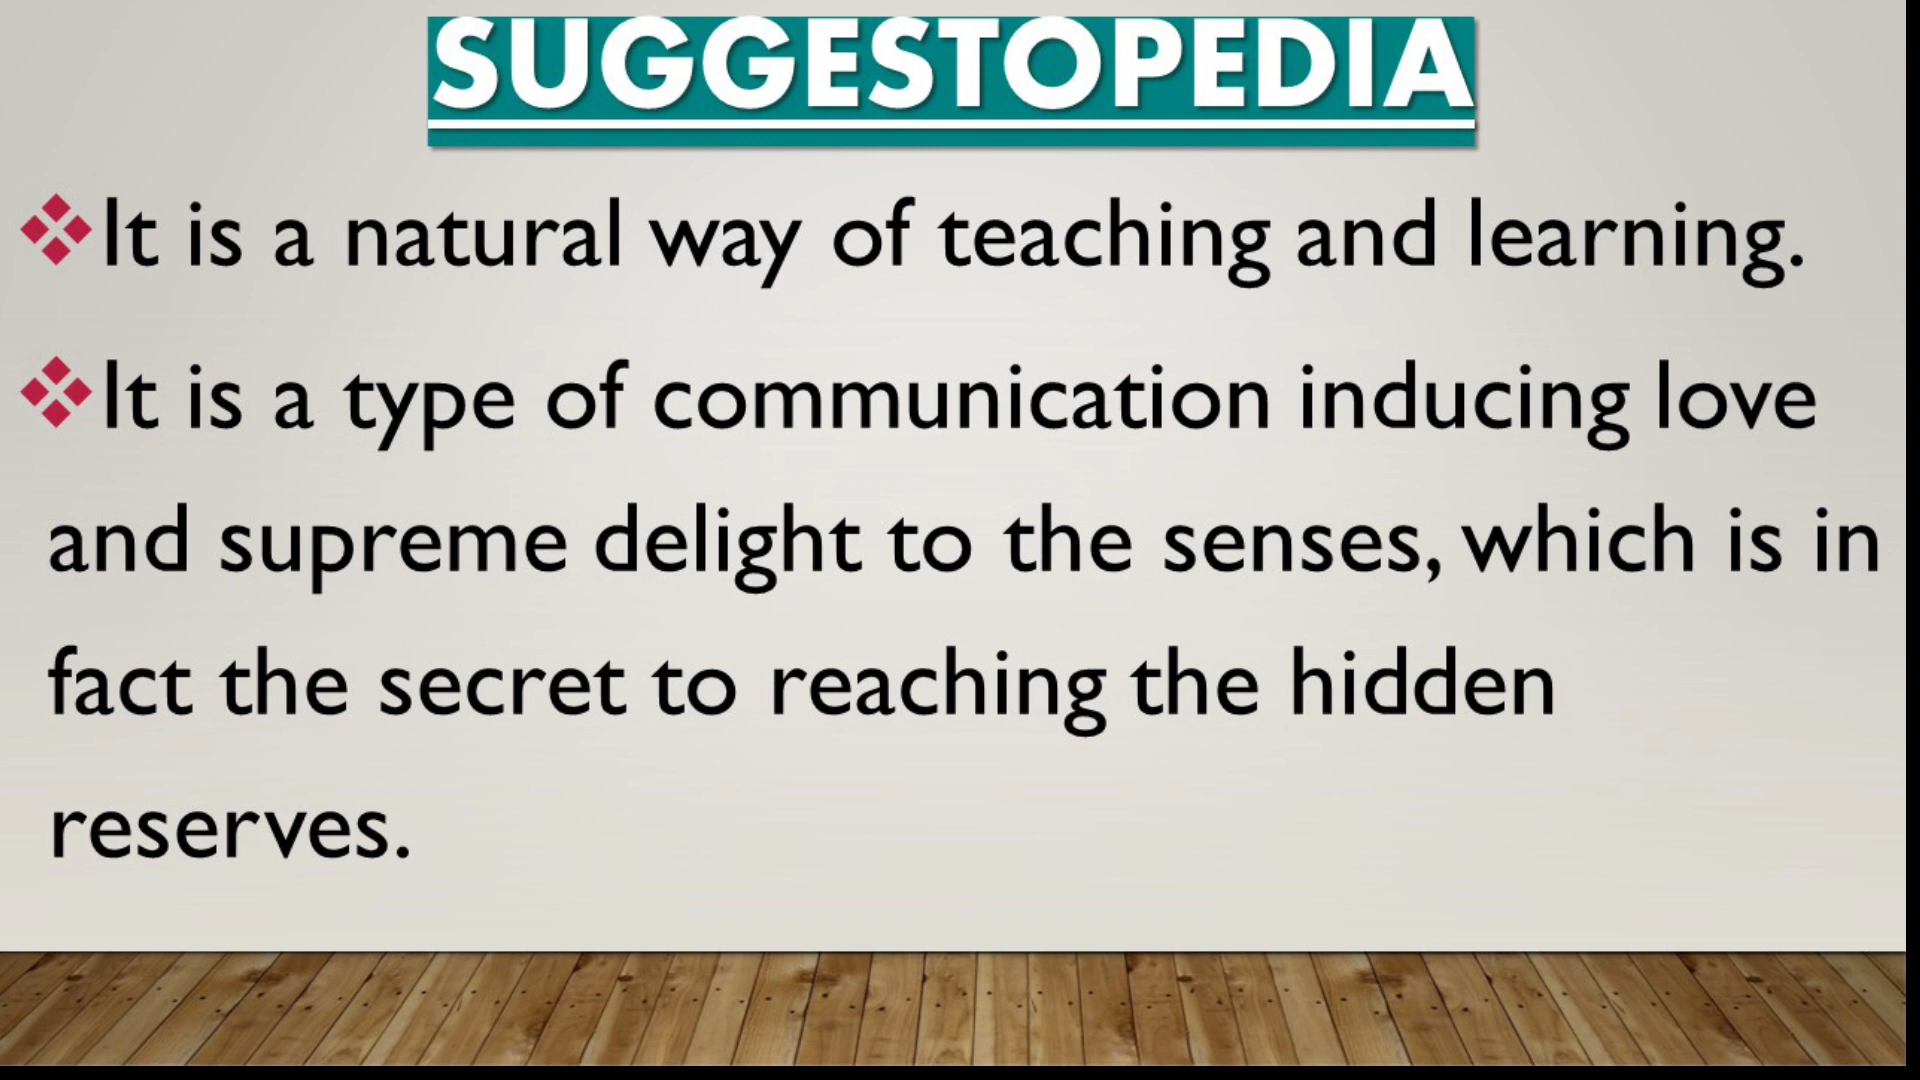 SUGGESTOPEDIA
❖It is a natural way of teaching and learning.
❖It is a type of communication inducing love
and supreme delight to the senses, which is in
fact the secret to reaching the hidden
reserves.